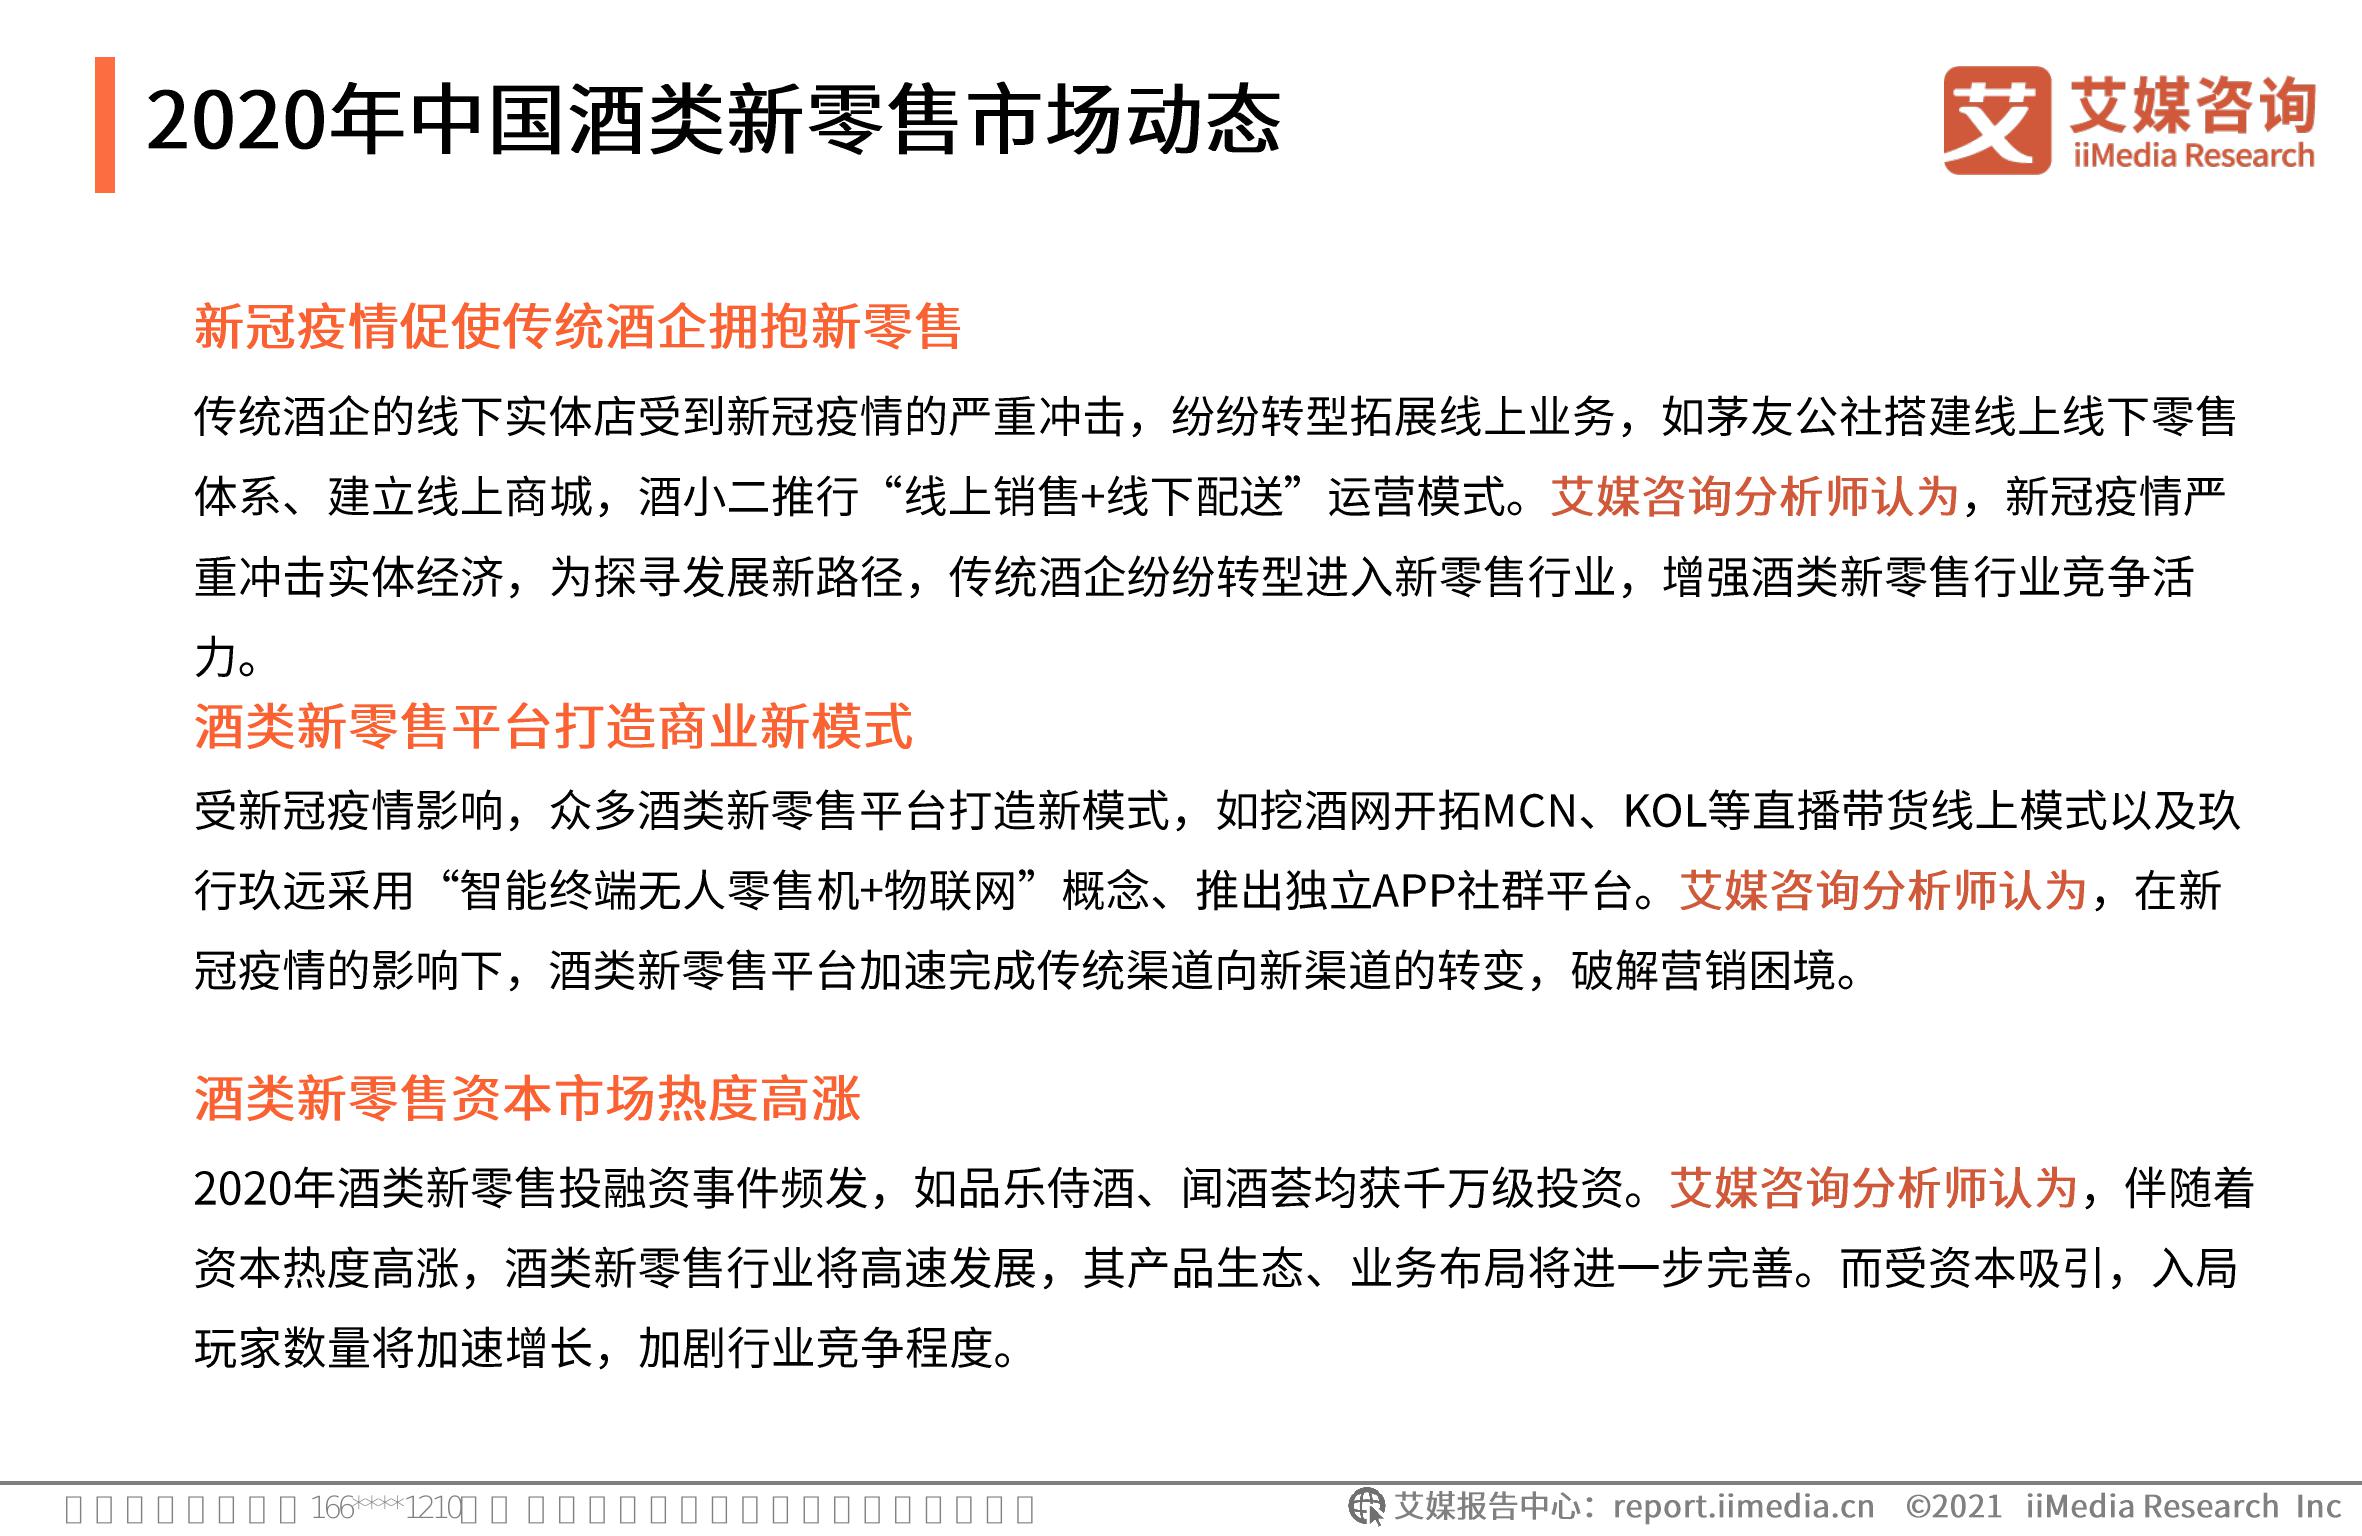 2020年中国酒类新零售市场动态
艾 艾媒咨询
iiMedia Research
新冠疫情促使传统酒企拥抱新零售
传统酒企的线下实体店受到新冠疫情的严重冲击，纷纷转型拓展线上业务，如茅友公社搭建线上线下零售
体系、建立线上商城，酒小二推行“线上销售+线下配送”运营模式。艾媒咨询分析师认为，新冠疫情严
重冲击实体经济，为探寻发展新路径，传统酒企纷纷转型进入新零售行业，增强酒类新零售行业竞争活
力。
酒类新零售平台打造商业新模式
受新冠疫情影响，众多酒类新零售平台打造新模式，如挖酒网开拓MCN、KOL等直播带货线上模式以及玖
行玖远采用“智能终端无人零售机+物联网”概念、推出独立APP社群平台。艾媒咨询分析师认为，在新
冠疫情的影响下，酒类新零售平台加速完成传统渠道向新渠道的转变，破解营销困境。
酒类新零售资本市场热度高涨
2020年酒类新零售投融资事件频发，如品乐侍酒、闻酒荟均获千万级投资。艾媒咨询分析师认为，伴随着
资本热度高涨，酒类新零售行业将高速发展，其产品生态、业务布局将进一步完善。而受资本吸引，入局
玩家数量将加速增长，加剧行业竞争程度。
166****1210
艾媒报告中心：report.iimedia.cn ©2021 iiMedia Research Inc